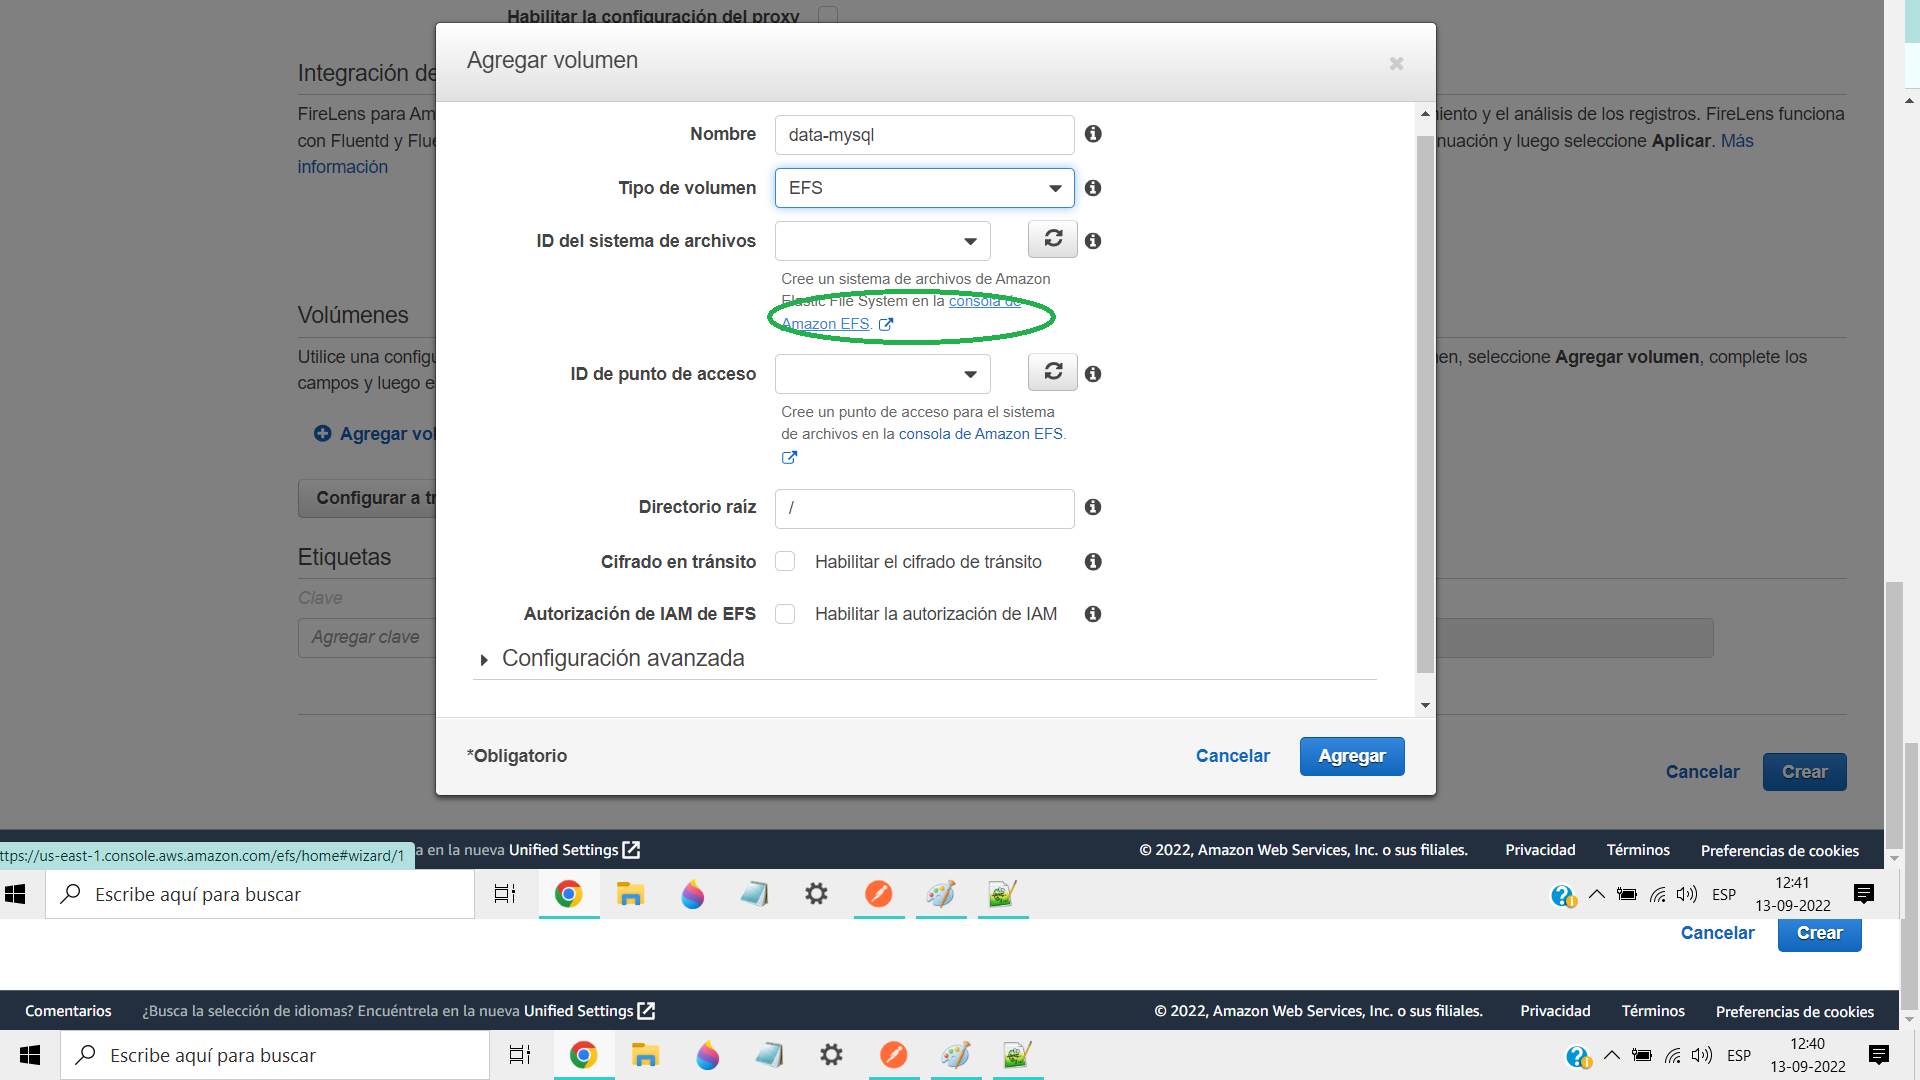 Habilitar la configuración del proxy
Agregar volumen
Integración de
FireLens para Am
con Fluentd y Flue
información
iento y el análisis de los registros. FireLens funciona
nuación y luego seleccione Aplicar. Más
Nombre
data-mysql
Tipo de volumen
EFS
ID del sistema de archivos
Cree un sistema de archivos de Amazon
Elastic File System en la consola de
Amazon EFS.
Volúmenes
Utilice una configu
campos y luego e
en, seleccione Agregar volumen, complete los
ID de punto de acceso
Cree un punto de acceso para el sistema
de archivos en la consola de Amazon EFS.
Agregar vol
Configurar a tr
Directorio raíz
/
Etiquetas
Cifrado en tránsito
Habilitar el cifrado de tránsito
Clave
Agregar clave
Autorización de IAM de EFS
Habilitar la autorización de IAM
Configuración avanzada
*Obligatorio
Cancelar
Agregar
Cancelar
Crear
ttps://us-east-1.console.aws.amazon.com/efs/home#wizard/1
a en la nueva Unified Settings
© 2022, Amazon Web Services, Inc. o sus filiales.
Privacidad
Términos
Preferencias de cookies
Escribe aquí para buscar
ESP
12:41
13-09-2022
Cancelar
Crear
Comentarios
¿Busca la selección de idiomas? Encuéntrela en la nueva Unified Settings
© 2022, Amazon Web Services, Inc. o sus filiales.
Privacidad
Términos
Preferencias de cookies
Escribe aquí para buscar
ESP
12:40
13-09-2022